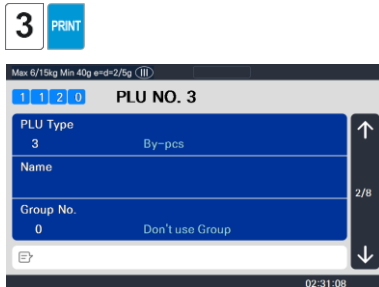 3 PRINT
Max 6/15kg Min 40g e=d=2/5g III
1 1 2 0 PLU NO. 3
PLU Type
3 By-pcs
Name
2/8
Group No.
0 Don't use Group
02:31:08